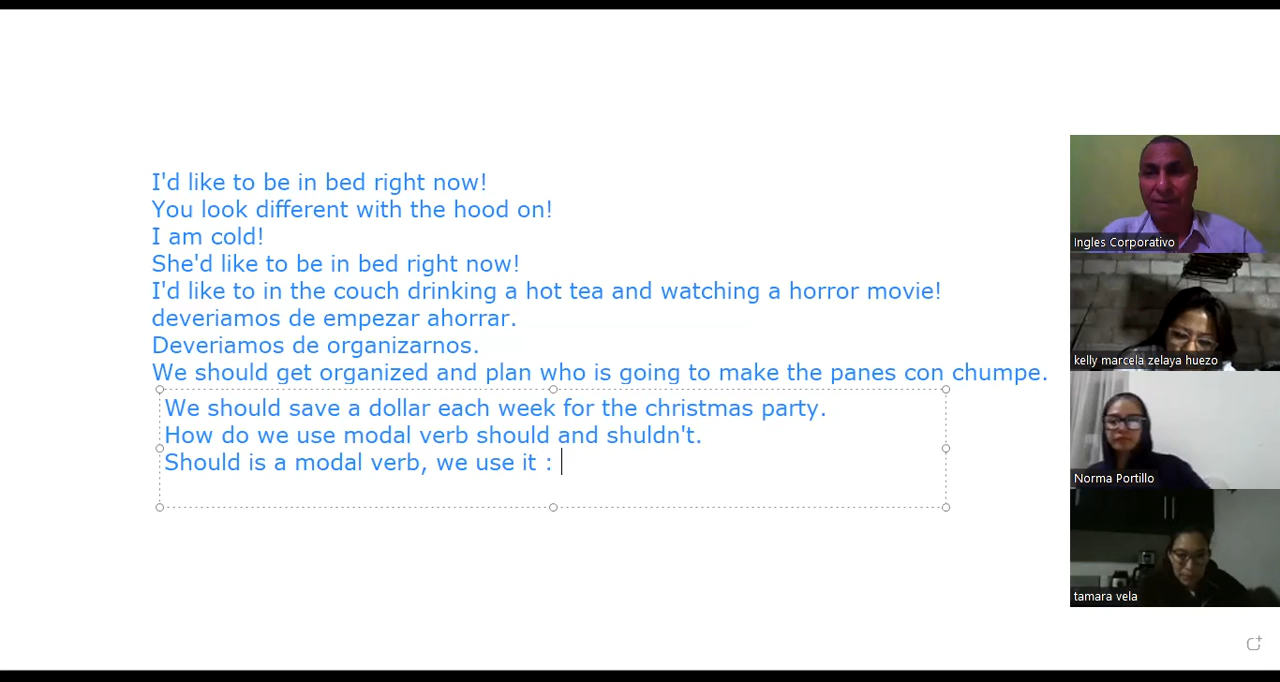 I'd like to be in bed right now!
You look different with the hood on!
I am cold!
She'd like to be in bed right now!
I'd like to in the couch drinking a hot tea and watching a horror movie!
deveriamos de empezar ahorrar.
Deveriamos de organizarnos.
We should get organized and plan who is going to make the panes con chumpe.
We should save a dollar each week for the christmas party.
How do we use modal verb should and shuldn't.
Should is a modal verb, we use it :
Ingles Corporativo
kelly marcela zelaya huezo
Norma Portillo
tamara vela